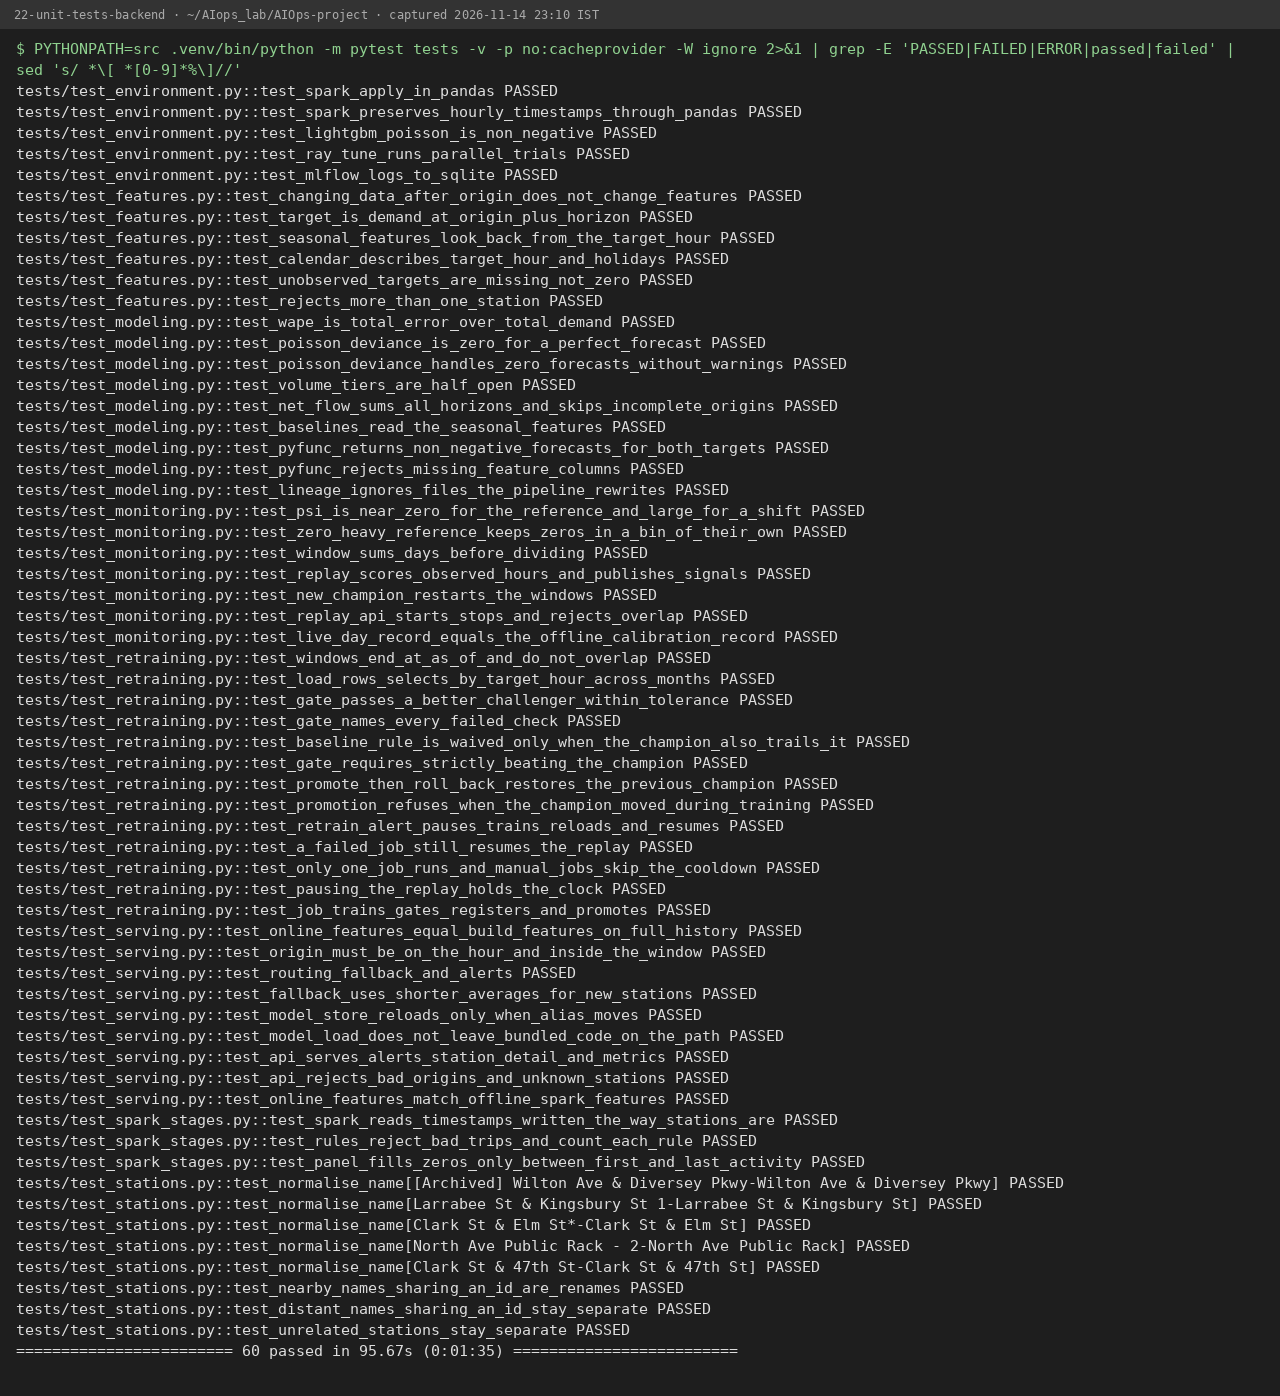 22-unit-tests-backend · ~/AIops_lab/AIOps-project · captured 2026-11-14 23:10 IST
$ PYTHONPATH=src .venv/bin/python -m pytest tests -v -p no:cacheprovider -W ignore 2>&1 | grep -E 'PASSED|FAILED|ERROR|passed|failed' |
sed 's/ *\[ *[0-9]*%\]//'
tests/test_environment.py::test_spark_apply_in_pandas PASSED
tests/test_environment.py::test_spark_preserves_hourly_timestamps_through_pandas PASSED
tests/test_environment.py::test_lightgbm_poisson_is_non_negative PASSED
tests/test_environment.py::test_ray_tune_runs_parallel_trials PASSED
tests/test_environment.py::test_mlflow_logs_to_sqlite PASSED
tests/test_features.py::test_changing_data_after_origin_does_not_change_features PASSED
tests/test_features.py::test_target_is_demand_at_origin_plus_horizon PASSED
tests/test_features.py::test_seasonal_features_look_back_from_the_target_hour PASSED
tests/test_features.py::test_calendar_describes_target_hour_and_holidays PASSED
tests/test_features.py::test_unobserved_targets_are_missing_not_zero PASSED
tests/test_features.py::test_rejects_more_than_one_station PASSED
tests/test_modeling.py::test_wape_is_total_error_over_total_demand PASSED
tests/test_modeling.py::test_poisson_deviance_is_zero_for_a_perfect_forecast PASSED
tests/test_modeling.py::test_poisson_deviance_handles_zero_forecasts_without_warnings PASSED
tests/test_modeling.py::test_volume_tiers_are_half_open PASSED
tests/test_modeling.py::test_net_flow_sums_all_horizons_and_skips_incomplete_origins PASSED
tests/test_modeling.py::test_baselines_read_the_seasonal_features PASSED
tests/test_modeling.py::test_pyfunc_returns_non_negative_forecasts_for_both_targets PASSED
tests/test_modeling.py::test_pyfunc_rejects_missing_feature_columns PASSED
tests/test_modeling.py::test_lineage_ignores_files_the_pipeline_rewrites PASSED
tests/test_monitoring.py::test_psi_is_near_zero_for_the_reference_and_large_for_a_shift PASSED
tests/test_monitoring.py::test_zero_heavy_reference_keeps_zeros_in_a_bin_of_their_own PASSED
tests/test_monitoring.py::test_window_sums_days_before_dividing PASSED
tests/test_monitoring.py::test_replay_scores_observed_hours_and_publishes_signals PASSED
tests/test_monitoring.py::test_new_champion_restarts_the_windows PASSED
tests/test_monitoring.py::test_replay_api_starts_stops_and_rejects_overlap PASSED
tests/test_monitoring.py::test_live_day_record_equals_the_offline_calibration_record PASSED
tests/test_retraining.py::test_windows_end_at_as_of_and_do_not_overlap PASSED
tests/test_retraining.py::test_load_rows_selects_by_target_hour_across_months PASSED
tests/test_retraining.py::test_gate_passes_a_better_challenger_within_tolerance PASSED
tests/test_retraining.py::test_gate_names_every_failed_check PASSED
tests/test_retraining.py::test_baseline_rule_is_waived_only_when_the_champion_also_trails_it PASSED
tests/test_retraining.py::test_gate_requires_strictly_beating_the_champion PASSED
tests/test_retraining.py::test_promote_then_roll_back_restores_the_previous_champion PASSED
tests/test_retraining.py::test_promotion_refuses_when_the_champion_moved_during_training PASSED
tests/test_retraining.py::test_retrain_alert_pauses_trains_reloads_and_resumes PASSED
tests/test_retraining.py::test_a_failed_job_still_resumes_the_replay PASSED
tests/test_retraining.py::test_only_one_job_runs_and_manual_jobs_skip_the_cooldown PASSED
tests/test_retraining.py::test_pausing_the_replay_holds_the_clock PASSED
tests/test_retraining.py::test_job_trains_gates_registers_and_promotes PASSED
tests/test_serving.py::test_online_features_equal_build_features_on_full_history PASSED
tests/test_serving.py::test_origin_must_be_on_the_hour_and_inside_the_window PASSED
tests/test_serving.py::test_routing_fallback_and_alerts PASSED
tests/test_serving.py::test_fallback_uses_shorter_averages_for_new_stations PASSED
tests/test_serving.py::test_model_store_reloads_only_when_alias_moves PASSED
tests/test_serving.py::test_model_load_does_not_leave_bundled_code_on_the_path PASSED
tests/test_serving.py::test_api_serves_alerts_station_detail_and_metrics PASSED
tests/test_serving.py::test_api_rejects_bad_origins_and_unknown_stations PASSED
tests/test_serving.py::test_online_features_match_offline_spark_features PASSED
tests/test_spark_stages.py::test_spark_reads_timestamps_written_the_way_stations_are PASSED
tests/test_spark_stages.py::test_rules_reject_bad_trips_and_count_each_rule PASSED
tests/test_spark_stages.py::test_panel_fills_zeros_only_between_first_and_last_activity PASSED
tests/test_stations.py::test_normalise_name[[Archived] Wilton Ave & Diversey Pkwy-Wilton Ave & Diversey Pkwy] PASSED
tests/test_stations.py::test_normalise_name[Larrabee St & Kingsbury St 1-Larrabee St & Kingsbury St] PASSED
tests/test_stations.py::test_normalise_name[Clark St & Elm St*-Clark St & Elm St] PASSED
tests/test_stations.py::test_normalise_name[North Ave Public Rack - 2-North Ave Public Rack] PASSED
tests/test_stations.py::test_normalise_name[Clark St & 47th St-Clark St & 47th St] PASSED
tests/test_stations.py::test_nearby_names_sharing_an_id_are_renames PASSED
tests/test_stations.py::test_distant_names_sharing_an_id_stay_separate PASSED
tests/test_stations.py::test_unrelated_stations_stay_separate PASSED
======================== 60 passed in 95.67s (0:01:35) =========================